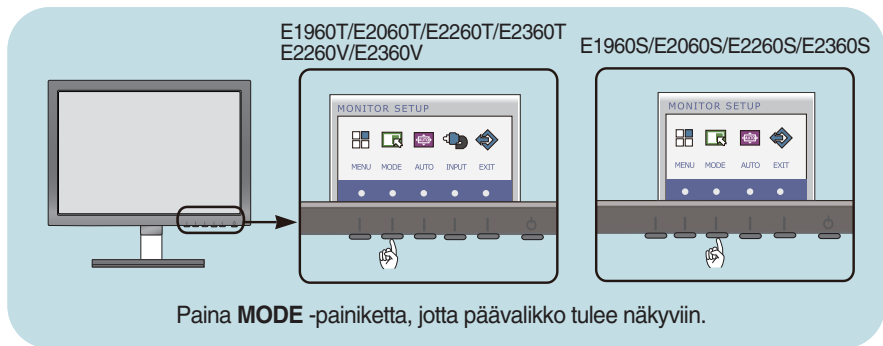 E1960T/E2060T/E2260T/E2360T
E2260V/E2360V
E1960S/E2060S/E2260S/E2360S
MONITOR SETUP
MENU MODE AUTO INPUT EXIT
MONITOR SETUP
MENU MODE AUTO EXIT
Paina MODE -painiketta, jotta päävalikko tulee näkyviin.